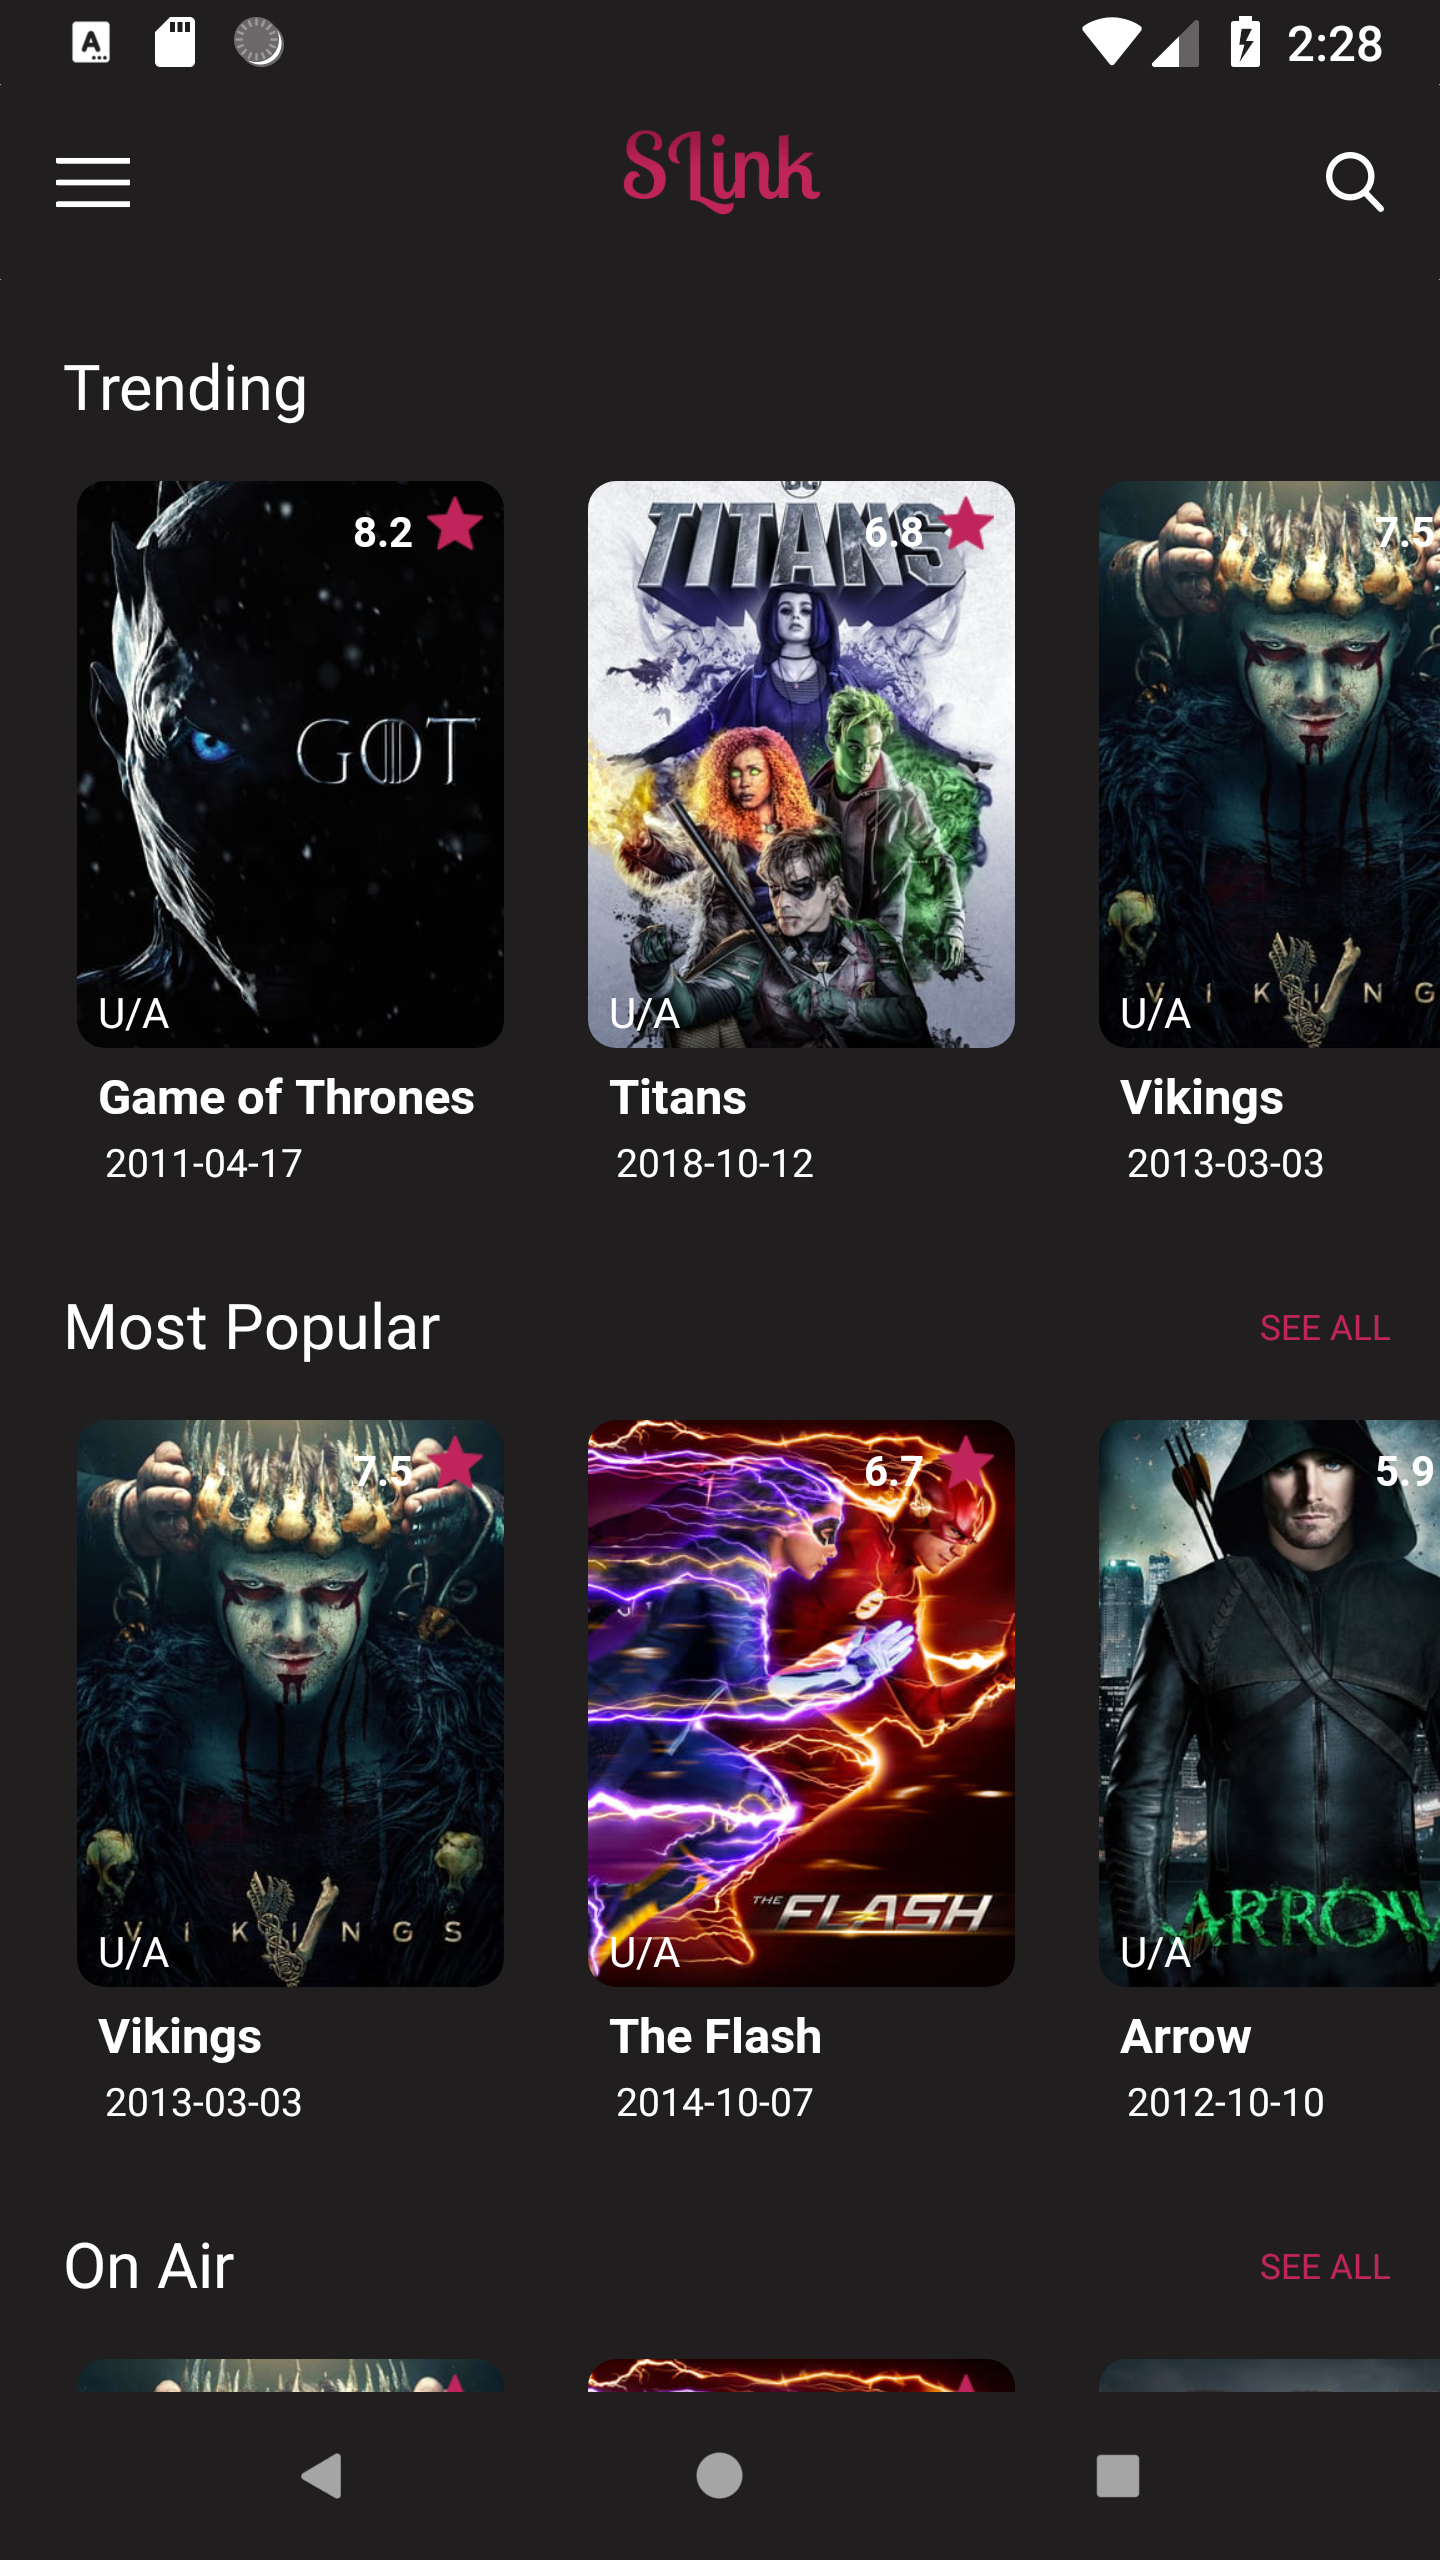 2:28
SLink
Trending
8.2
GOT
U/A
Game of Thrones
2011-04-17
TITANS
6.8
U/A
Titans
2018-10-12
7.5
VIKING
U/A
Vikings
2013-03-03
Most Popular
SEE ALL
7.5
VIKINGS
U/A
Vikings
2013-03-03
6.7
THE FLASH
U/A
The Flash
2014-10-07
5.9
ARROW
U/A
Arrow
2012-10-10
On Air
SEE ALL